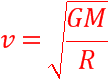 v = √(GM/R)